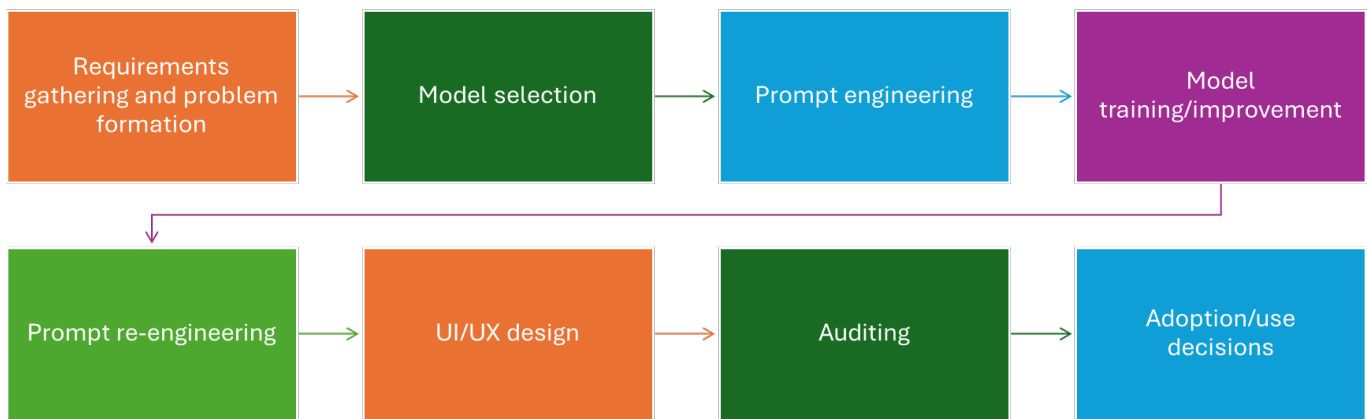 Requirements
gathering and problem
formation
Model selection
Prompt engineering
Model
training/improvement
Prompt re-engineering
UI/UX design
Auditing
Adoption/use
decisions